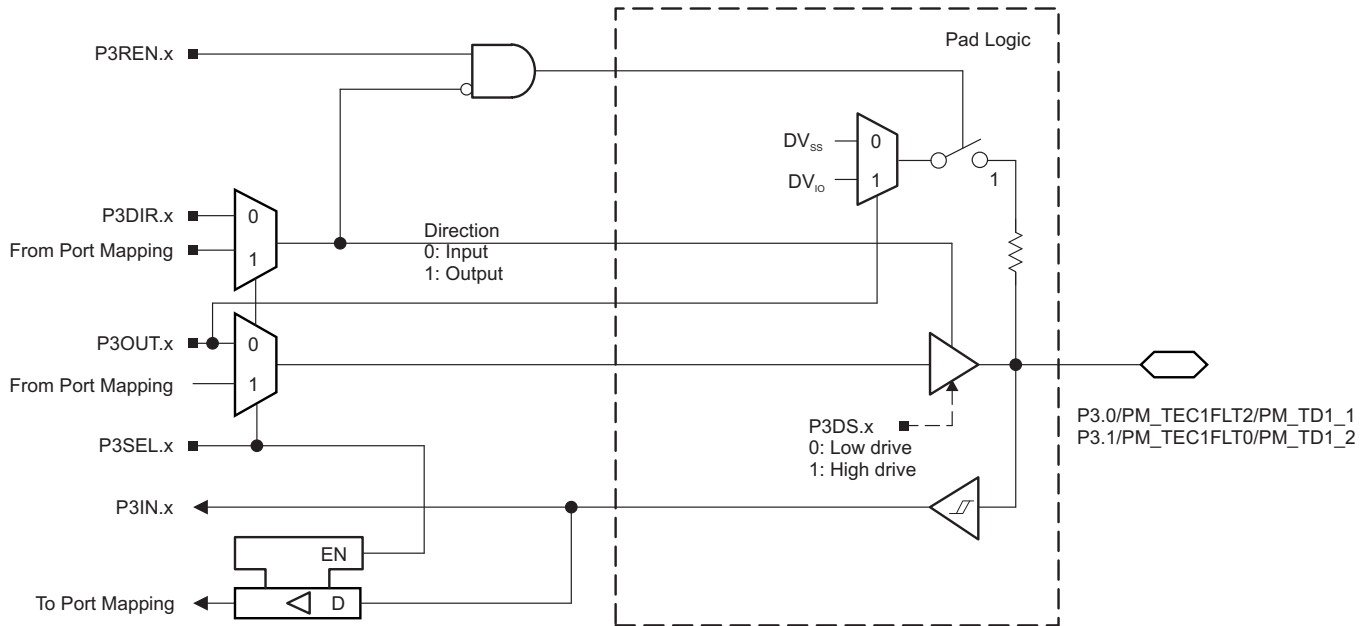 Pad Logic
P3REN.x
DVSS
0
DVIO
1
1
P3DIR.x
0
From Port Mapping
1
Direction
0: Input
1: Output
P3OUT.x
0
From Port Mapping
1
P3SEL.x
P3DS.x
0: Low drive
1: High drive
P3.0/PM_TEC1FLT2/PM_TD1_1
P3.1/PM_TEC1FLT0/PM_TD1_2
P3IN.x
EN
To Port Mapping
D